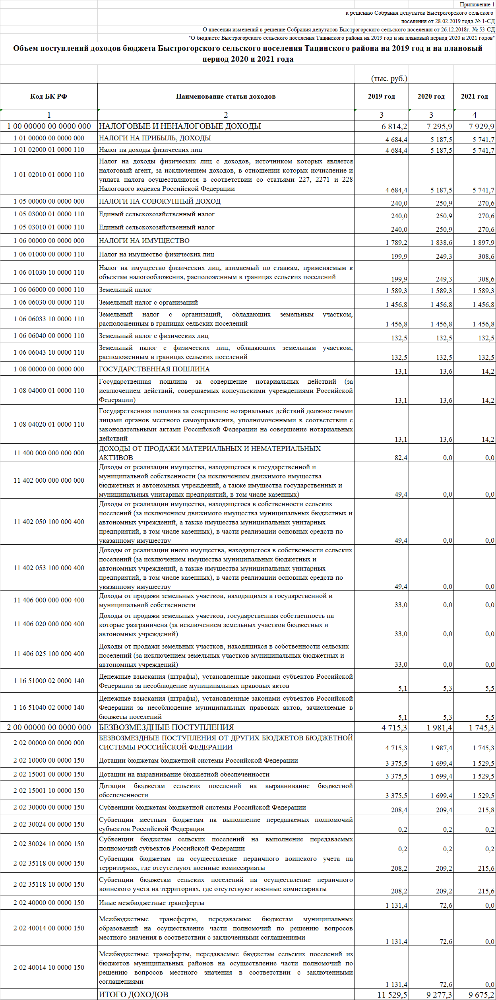 Приложение 1
к решению Собрания депутатов Быстрогорского сельского
поселения от 28.02.2019 года № 1-СД
О внесении изменений в решение Собрания депутатов Быстрогорского сельского поселения от 26.12.2018г. № 53-СД
"О бюджете Быстрогорского сельского поселения Тацинского района на 2019 год и на плановый период 2020 и 2021 годов"
Объем поступлений доходов бюджета Быстрогорского сельского поселения Тацинского района на 2019 год и на плановый
период 2020 и 2021 года
(тыс. руб.)
Код БК РФ Наименование статьи доходов 2019 год 2020 год 2021 год
1 2 3 3 4
1 00 00000 00 0000 000 НАЛОГОВЫЕ И НЕНАЛОГОВЫЕ ДОХОДЫ 6 814,2 7 295,9 7 929,9
1 01 00000 00 0000 000 НАЛОГИ НА ПРИБЫЛЬ, ДОХОДЫ 4 684,4 5 187,5 5 741,7
1 01 02000 01 0000 110 Налог на доходы физических лиц 4 684,4 5 187,5 5 741,7
1 01 02010 01 0000 110 Налог на доходы физических лиц с доходов, источником которых является
налоговый агент, за исключением доходов, в отношении которых исчисление и
уплата налога осуществляются в соответствии со статьями 227, 2271 и 228
Налогового кодекса Российской Федерации 4 684,4 5 187,5 5 741,7
1 05 00000 00 0000 000 НАЛОГИ НА СОВОКУПНЫЙ ДОХОД 240,0 250,9 270,6
1 05 03000 01 0000 110 Единый сельскохозяйственный налог 240,0 250,9 270,6
1 05 03010 01 0000 110 Единый сельскохозяйственный налог 240,0 250,9 270,6
1 06 00000 00 0000 000 НАЛОГИ НА ИМУЩЕСТВО 1 789,2 1 838,6 1 897,9
1 06 01000 00 0000 110 Налог на имущество физических лиц 199,9 249,3 308,6
1 06 01030 10 0000 110 Налог на имущество физических лиц, взимаемый по ставкам, применяемым к
объектам налогообложения, расположенным в границах сельских поселений 199,9 249,3 308,6
1 06 06000 00 0000 110 Земельный налог 1 589,3 1 589,3 1 589,3
1 06 06030 00 0000 110 Земельный налог с организаций 1 456,8 1 456,8 1 456,8
1 06 06033 10 0000 110 Земельный налог с организаций, обладающих земельным участком,
расположенным в границах сельских поселений 1 456,8 1 456,8 1 456,8
1 06 06040 00 0000 110 Земельный налог с физических лиц 132,5 132,5 132,5
1 06 06043 10 0000 110 Земельный налог с физических лиц, обладающих земельным участком,
расположенным в границах сельских поселений 132,5 132,5 132,5
1 08 00000 00 0000 000 ГОСУДАРСТВЕННАЯ ПОШЛИНА 13,1 13,6 14,2
1 08 04000 01 0000 110 Государственная пошлина за совершение нотариальных действий (за
исключением действий, совершаемых консульскими учреждениями Российской
Федерации) 13,1 13,6 14,2
1 08 04020 01 0000 110 Государственная пошлина за совершение нотариальных действий должностными
лицами органов местного самоуправления, уполномоченными в соответствии с
законодательными актами Российской Федерации на совершение нотариальных
действий 13,1 13,6 14,2
11 400 000 000 000 000 ДОХОДЫ ОТ ПРОДАЖИ МАТЕРИАЛЬНЫХ И НЕМАТЕРИАЛЬНЫХ
АКТИВОВ 82,4 0,0 0,0
11 402 000 000 000 000 Доходы от реализации имущества, находящегося в государственной и
муниципальной собственности (за исключением движимого имущества
бюджетных и автономных учреждений, а также имущества государственных и
муниципальных унитарных предприятий, в том числе казенных) 49,4 0,0 0,0
11 402 050 100 000 400 Доходы от реализации имущества, находящегося в собственности сельских
поселений (за исключением движимого имущества муниципальных бюджетных и
автономных учреждений, а также имущества муниципальных унитарных
предприятий, в том числе казенных), в части реализации основных средств по
указанному имуществу 49,4 0,0 0,0
11 402 053 100 000 400 Доходы от реализации иного имущества, находящегося в собственности сельских
поселений (за исключением имущества муниципальных бюджетных и
автономных учреждений, а также имущества муниципальных унитарных
предприятий, в том числе казенных), в части реализации основных средств по
указанному имуществу 49,4 0,0 0,0
11 406 000 000 000 400 Доходы от продажи земельных участков, находящихся в государственной и
муниципальной собственности 33,0 0,0 0,0
11 406 020 000 000 400 Доходы от продажи земельных участков, государственная собственность на
которые разграничена (за исключением земельных участков бюджетных и
автономных учреждений) 33,0 0,0 0,0
11 406 025 100 000 400 Доходы от продажи земельных участков, находящихся в собственности сельских
поселений (за исключением земельных участков муниципальных бюджетных и
автономных учреждений) 33,0 0,0 0,0
1 16 51000 02 0000 140 Денежные взыскания (штрафы), установленные законами субъектов Российской
Федерации за несоблюдение муниципальных правовых актов 5,1 5,3 5,5
1 16 51040 02 0000 140 Денежные взыскания (штрафы), установленные законами субъектов Российской
Федерации за несоблюдение муниципальных правовых актов, зачисляемые в
бюджеты поселений 5,1 5,3 5,5
2 00 00000 00 0000 000 БЕЗВОЗМЕЗДНЫЕ ПОСТУПЛЕНИЯ 4 715,3 1 981,4 1 745,3
2 02 00000 00 0000 000 БЕЗВОЗМЕЗДНЫЕ ПОСТУПЛЕНИЯ ОТ ДРУГИХ БЮДЖЕТОВ БЮДЖЕТНОЙ
СИСТЕМЫ РОССИЙСКОЙ ФЕДЕРАЦИИ 4 715,3 1 987,4 1 745,3
2 02 10000 00 0000 150 Дотации бюджетам бюджетной системы Российской Федерации 3 375,5 1 699,4 1 529,5
2 02 15001 00 0000 150 Дотации на выравнивание бюджетной обеспеченности 3 375,5 1 699,4 1 529,5
2 02 15001 10 0000 150 Дотации бюджетам сельских поселений на выравнивание бюджетной
обеспеченности 3 375,5 1 699,4 1 529,5
2 02 30000 00 0000 150 Субвенции бюджетам бюджетной системы Российской Федерации 208,4 209,4 215,8
2 02 30024 00 0000 150 Субвенции местным бюджетам на выполнение передаваемых полномочий
субъектов Российской Федерации 0,2 0,2 0,2
2 02 30024 10 0000 150 Субвенции бюджетам сельских поселений на выполнение передаваемых
полномочий субъектов Российской Федерации 0,2 0,2 0,2
2 02 35118 00 0000 150 Субвенции бюджетам на осуществление первичного воинского учета на
территориях, где отсутствуют военные комиссариаты 208,2 209,2 215,6
2 02 35118 10 0000 150 Субвенции бюджетам сельских поселений на осуществление первичного
воинского учета на территориях, где отсутствуют военные комиссариаты 208,2 209,2 215,6
2 02 40000 00 0000 150 Иные межбюджетные трансферты 1 131,4 72,6 0,0
2 02 40014 00 0000 150 Межбюджетные трансферты, передаваемые бюджетам муниципальных
образований на осуществление части полномочий по решению вопросов
местного значения в соответствии с заключенными соглашениями 1 131,4 72,6 0,0
2 02 40014 10 0000 150 Межбюджетные трансферты, передаваемые бюджетам сельских поселений из
бюджетов муниципальных районов на осуществление части полномочий по
решению вопросов местного значения в соответствии с заключенными
соглашениями 1 131,4 72,6 0,0
ИТОГО ДОХОДОВ 11 529,5 9 277,3 9 675,2